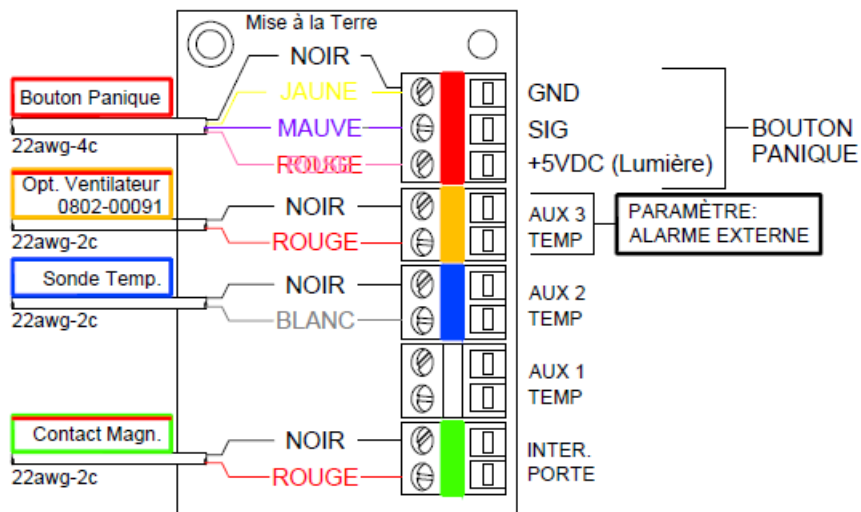 Mise à la Terre
NOIR
Bouton Panique
JAUNE
GND
MAUVE
SIG
BOUTON
PANIQUE
22awg-4c
ROUGE
+5VDC (Lumière)
Opt. Ventilateur
0802-00091
NOIR
AUX 3
TEMP
PARAMÈTRE:
ALARME EXTERNE
22awg-2c
ROUGE
Sonde Temp.
NOIR
AUX 2
TEMP
22awg-2c
BLANC
AUX 1
TEMP
Contact Magn.
NOIR
INTER.
PORTE
22awg-2c
ROUGE